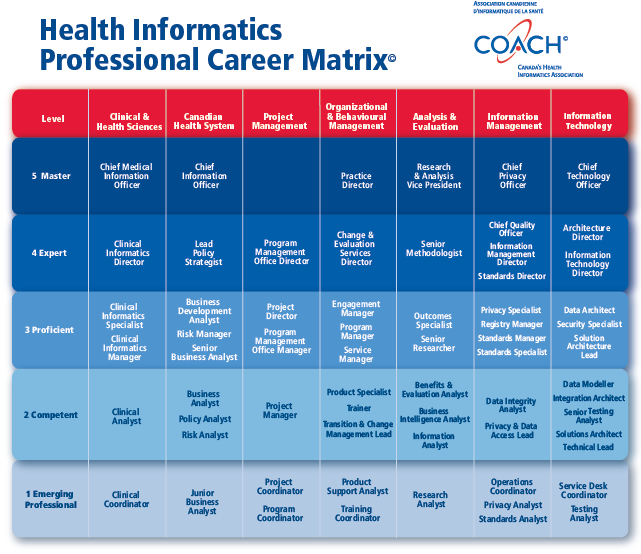 ASSOCIATION CANADIENNE
D'INFORMATIQUE DE LA SANTÉ
Health Informatics
Professional Career Matrix©
COACH©
CANADA'S HEALTH
INFORMATICS ASSOCIATION
Level
Clinical &
Health Sciences
Canadian
Health System
Project
Management
Organizational
& Behavioural
Management
Analysis &
Evaluation
Information
Management
Information
Technology
5 Master
Chief Medical
Information
Officer
Chief
Information
Officer
Practice
Director
Research
& Analysis
Vice President
Chief
Privacy
Officer
Chief
Technology
Officer
4 Expert
Clinical
Informatics
Director
Lead
Policy
Strategist
Program
Management
Office Director
Change &
Evaluation
Services
Director
Senior
Methodologist
Chief Quality
Officer
Information
Management
Director
Standards Director
Architecture
Director
Information
Technology
Director
3 Proficient
Clinical
Informatics
Specialist
Clinical
Informatics
Manager
Business
Development
Analyst
Risk Manager
Senior
Business Analyst
Project
Director
Program
Management
Office Manager
Engagement
Manager
Program
Manager
Service
Manager
Outcomes
Specialist
Senior
Researcher
Privacy Specialist
Registry Manager
Standards Manager
Standards Specialist
Data Architect
Security Specialist
Solution
Architecture
Lead
2 Competent
Clinical
Analyst
Business
Analyst
Policy Analyst
Risk Analyst
Project
Manager
Product Specialist
Trainer
Transition & Change
Management Lead
Benefits &
Evaluation Analyst
Business
Intelligence Analyst
Information
Analyst
Data Integrity
Analyst
Privacy & Data
Access Lead
Data Modeller
Integration Architect
Senior Testing
Analyst
Solutions Architect
Technical Lead
1 Emerging
Professional
Clinical
Coordinator
Junior
Business
Analyst
Project
Coordinator
Program
Coordinator
Product
Support Analyst
Training
Coordinator
Research
Analyst
Operations
Coordinator
Privacy Analyst
Standards Analyst
Service Desk
Coordinator
Testing
Analyst